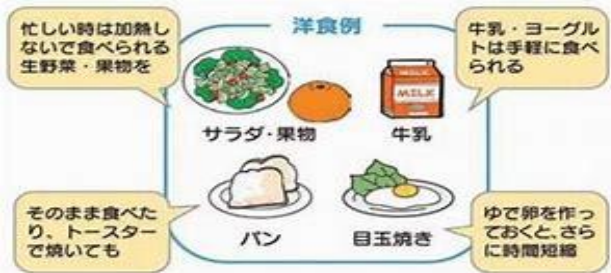 洋食例
忙しい時は加熱し
ないで食べられる
生野菜・果物を
牛乳・ヨーグル
トは手軽に食べ
られる
MILK
MILK
サラダ・果物
牛乳
そのまま食べた
り、トースター
で焼いても
パン
目玉焼き
ゆで卵を作っ
ておくと、さら
に時間短縮